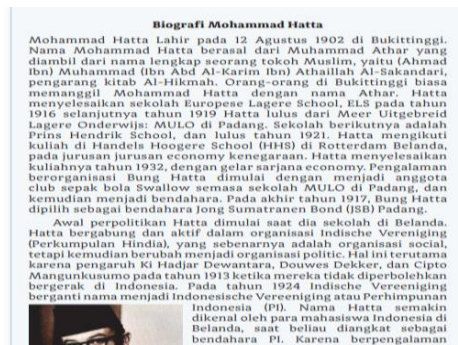 Biografi Mohammad Hatta
Mohammad Hatta Lahir pada 12 Agustus 1902 di Bukittinggi.
Nama Mohammad Hatta berasal dari Muhammad Athar yang
diambil dari nama lengkap seorang tokoh Muslim, yaitu (Ahmad
Ibn) Muhammad (Ibn Abd Al-Karim Ibn) Athaillah Al-Sakandari,
pengarang kitab Al-Hikmah. Orang-orang di Bukittinggi biasa
memanggil Mohammad Hatta dengan nama Athar. Hatta
menyelesaikan sekolah Europese Lagere School, ELS pada tahun
1916 selanjutnya tahun 1919 Hatta lulus dari Meer Uitgebreid
Lagere Onderwijs: MULO di Padang. Sekolah berikutnya adalah
Prins Hendrik School, dan lulus tahun 1921. Hatta mengikuti
kuliah di Handels Hoogere School (HHS) di Rotterdam Belanda,
pada jurusan jurusan economy kenegaraan. Hatta menyelesaikan
kuliahnya tahun 1932, dengan gelar sarjana economy. Pengalaman
berorganisasi Bung Hatta dimulai dengan menjadi anggota
club sepak bola Swallow semasa sekolah MULO di Padang, dan
kemudian menjadi bendahara. Pada akhir tahun 1917, Bung Hatta
dipilih sebagai bendahara Jong Sumatranen Bond (JSB) Padang.
Awal perpolitikan Hatta dimulai saat dia sekolah di Belanda.
Hatta bergabung dan aktif dalam organisasi Indische Vereniging
(Perkumpulan Hindia), yang sebenarnya adalah organisasi social,
tetapi kemudian berubah menjadi organisasi politic. Hal ini terutama
karena pengaruh Ki Hadjar Dewantara, Douwes Dekker, dan Cipto
Mangunkusumo pada tahun 1913 ketika mereka tidak diperbolehkan
bergerak di Indonesia. Pada tahun 1924 Indische Vereeniging
berganti nama menjadi Indonesische Vereeniging atau Perhimpunan
Indonesia (PI). Nama Hatta semakin
dikenal oleh para mahasiswa Indonesia di
Belanda, saat beliau diangkat sebagai
bendahara PI. Karena berpengalaman